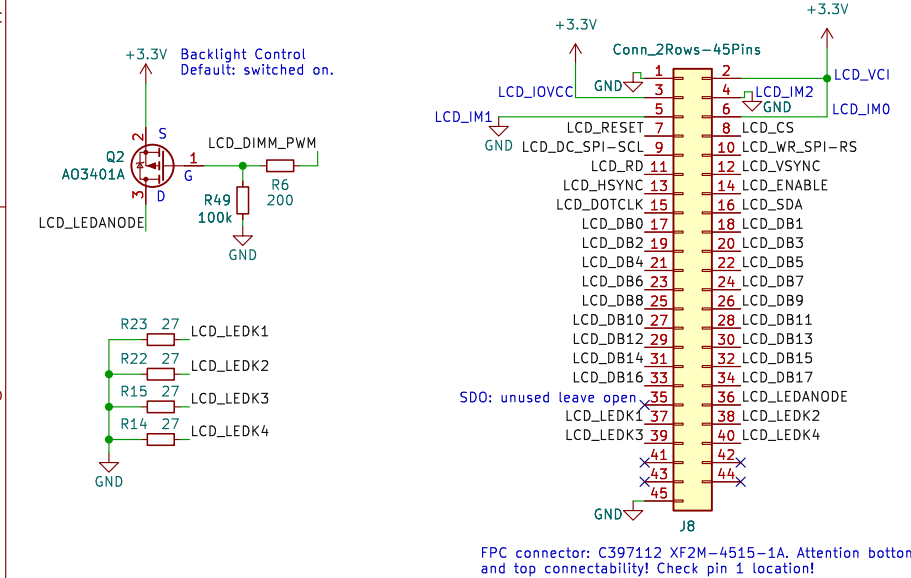 +3.3V
Backlight Control
Default: switched on.
2
S
Q2
AO3401A
1
G
3
D
LCD_DIMM_PWM
R6
200
R49
100k
GND
LCD_LEDANODE
R23 27 LCD_LEDK1
R22 27 LCD_LEDK2
R15 27 LCD_LEDK3
R14 27 LCD_LEDK4
GND
+3.3V
+3.3V
Conn_2Rows-45Pins
GND 1 2 LCD_VCI
LCD_IOVCC 3 4 LCD_IM2
GND
LCD_IM1 5 6 LCD_IM0
GND
LCD_RESET 7 8 LCD_CS
LCD_DC_SPI-SCL 9 10 LCD_WR_SPI-RS
LCD_RD 11 12 LCD_VSYNC
LCD_HSYNC 13 14 LCD_ENABLE
LCD_DOTCLK 15 16 LCD_SDA
LCD_DB0 17 18 LCD_DB1
LCD_DB2 19 20 LCD_DB3
LCD_DB4 21 22 LCD_DB5
LCD_DB6 23 24 LCD_DB7
LCD_DB8 25 26 LCD_DB9
LCD_DB10 27 28 LCD_DB11
LCD_DB12 29 30 LCD_DB13
LCD_DB14 31 32 LCD_DB15
LCD_DB16 33 34 LCD_DB17
SDO: unused leave open 35 36 LCD_LEDANODE
LCD_LEDK1 37 38 LCD_LEDK2
LCD_LEDK3 39 40 LCD_LEDK4
41 42
43 44
45
GND
J8
FPC connector: C397112 XF2M-4515-1A. Attention botton
and top connectability! Check pin 1 location!